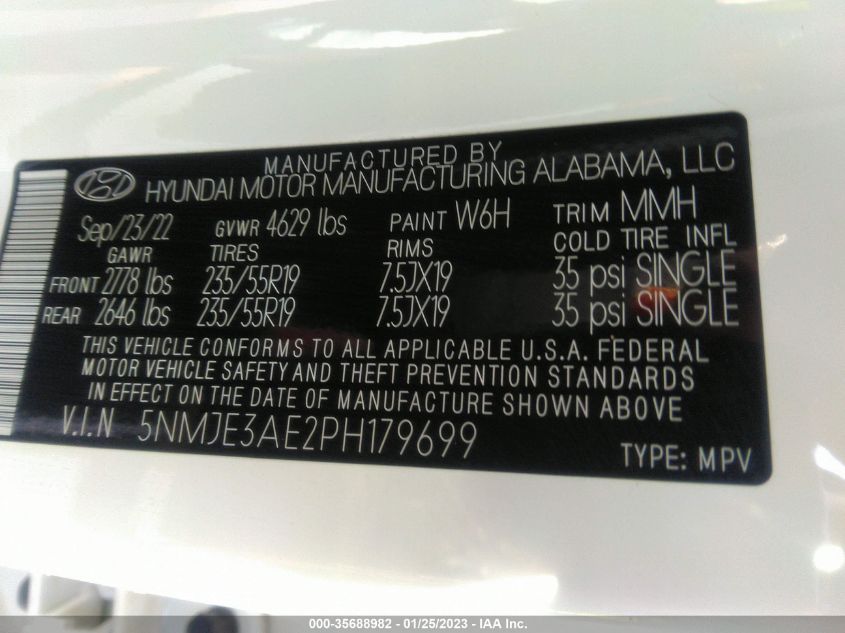 MANUFACTURED BY
HYUNDAI MOTOR MANUFACTURING ALABAMA, LLC
Sep/23/22 GVWR 4629 lbs PAINT W6H TRIM MMH
GAWR TIRES RIMS COLD TIRE INFL
FRONT 2778 lbs 235/55R19 7.5JX19 35 psi SINGLE
REAR 2646 lbs 235/55R19 7.5JX19 35 psi SINGLE
THIS VEHICLE CONFORMS TO ALL APPLICABLE U.S.A. FEDERAL
MOTOR VEHICLE SAFETY AND THEFT PREVENTION STANDARDS
IN EFFECT ON THE DATE OF MANUFACTURE SHOWN ABOVE.
V.I.N 5NMJE3AE2PH179699
TYPE: MPV
000-35688982 - 01/25/2023 - IAA Inc.